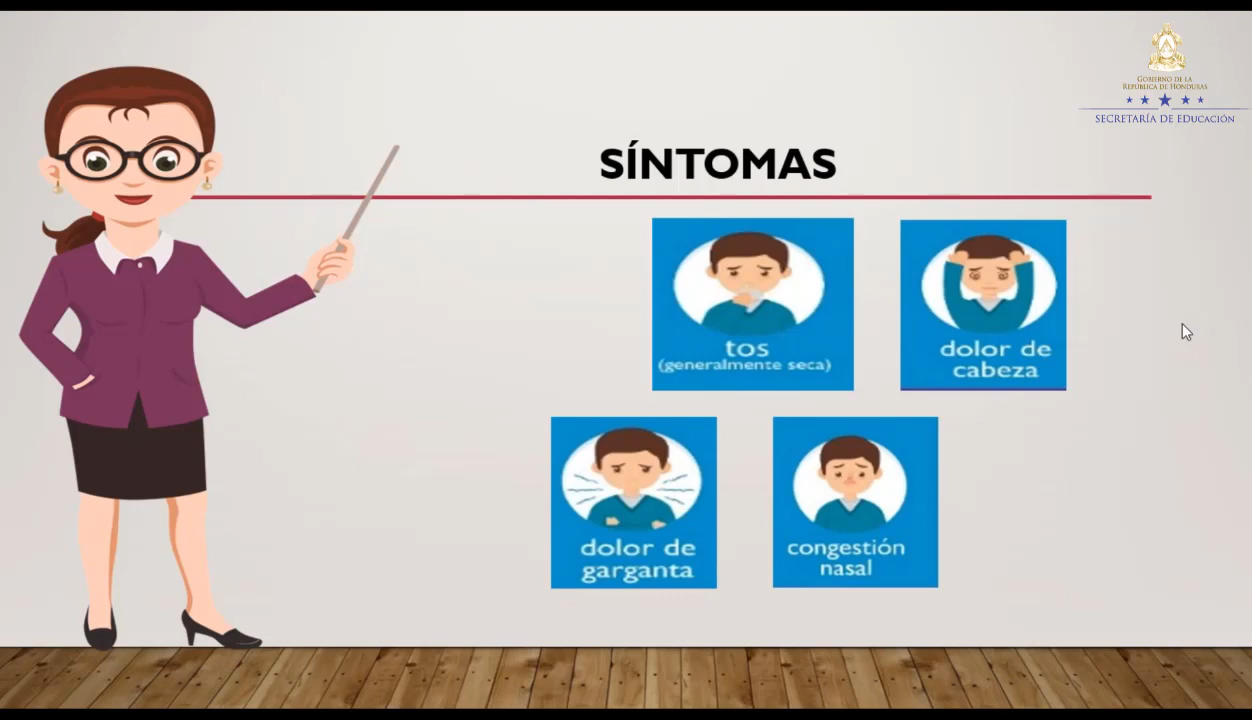 GOBIERNO DE LA
REPÚBLICA DE HONDURAS
SECRETARÍA DE EDUCACIÓN
SÍNTOMAS
tos
(generalmente seca)
dolor de
cabeza
dolor de
garganta
congestión
nasal